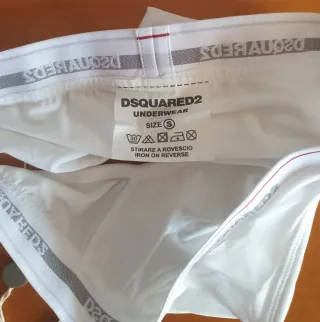 DSQUARED2
DSQUARED2
DSQUARED2
UNDERWEAR
SIZE S
STIRARE A ROVESCIO
IRON ON REVERSE
DSQUARED2